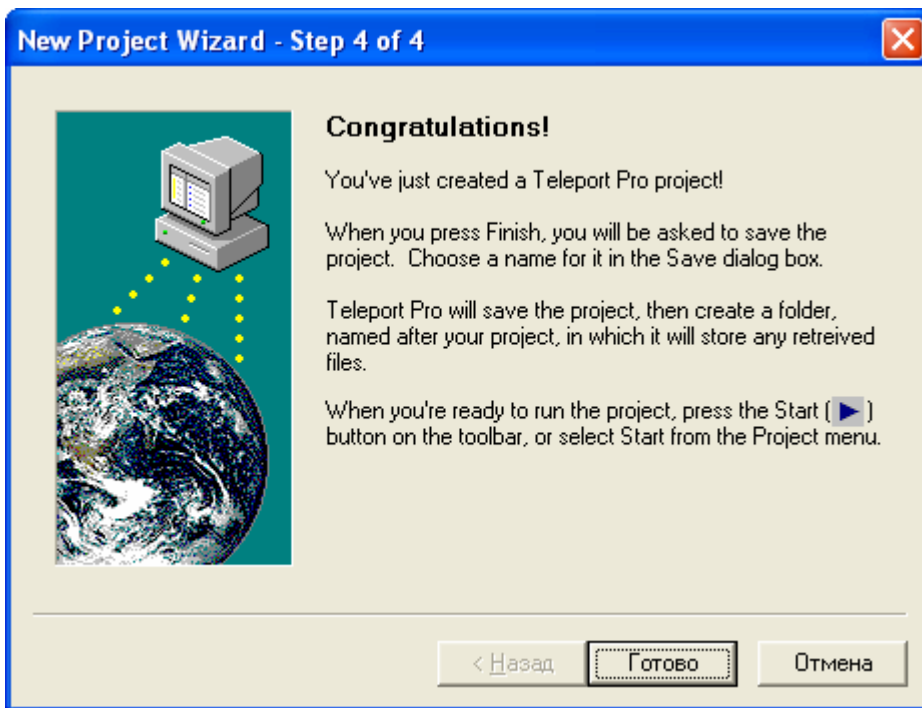 New Project Wizard - Step 4 of 4
Congratulations!
You've just created a Teleport Pro project!
When you press Finish, you will be asked to save the
project.  Choose a name for it in the Save dialog box.
Teleport Pro will save the project, then create a folder,
named after your project, in which it will store any retreived
files.
When you're ready to run the project, press the Start ( ▶ )
button on the toolbar, or select Start from the Project menu.
< Назад
Готово
Отмена